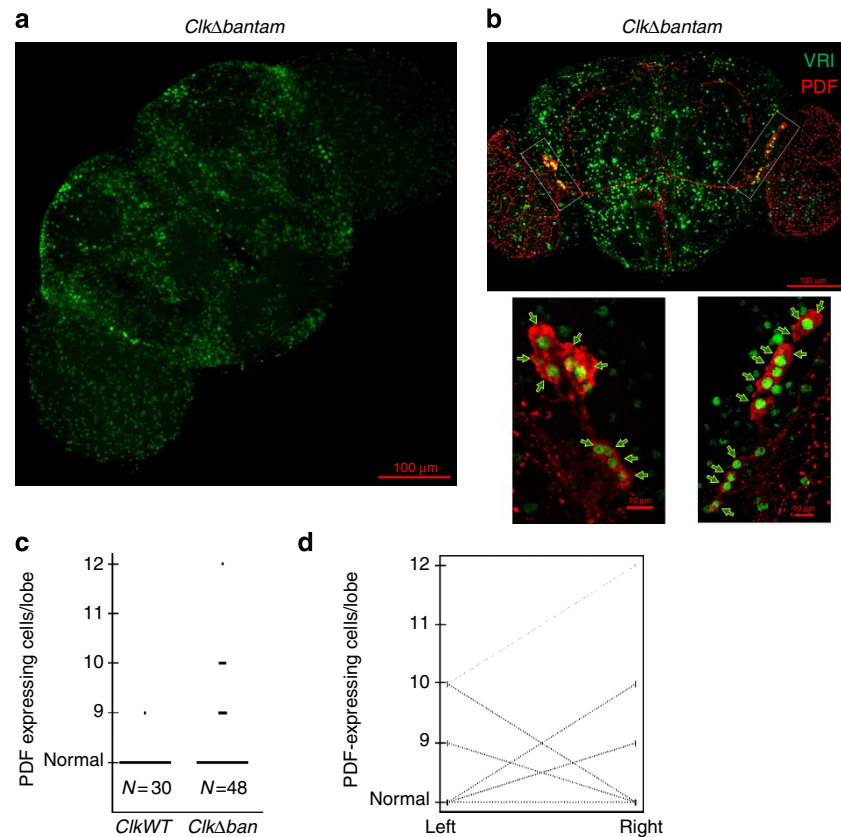 a
ClkΔbantam
100 µm
b
ClkΔbantam
VRI
PDF
100 µm
10 µm
10 µm
c
PDF expressing cells/lobe
12
11
10
9
Normal
N=30
N=48
ClkWT
ClkΔban
d
PDF-expressing cells/lobe
12
11
10
9
Normal
Left
Right